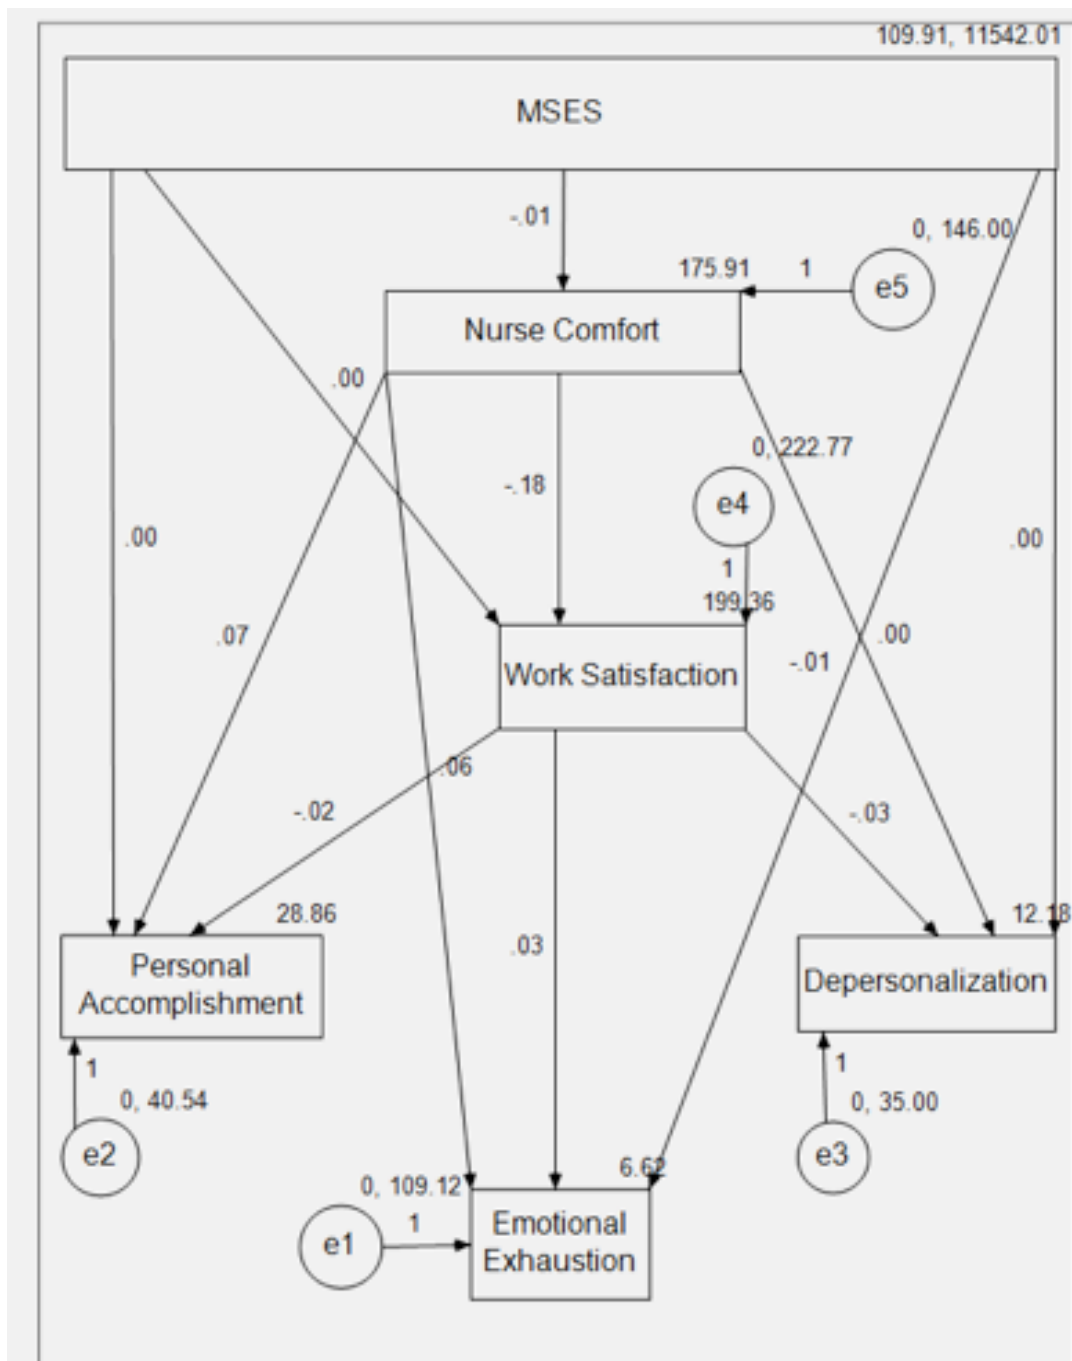 109.91, 11542.01
MSES
-.01
0, 146.00
175.91
1
e5
Nurse Comfort
.00
0, 222.77
-.18
e4
.00
.00
1
199.36
.07
.00
-.01
Work Satisfaction
.06
-.02
-.03
28.86
12.18
.03
Personal
Accomplishment
Depersonalization
1
1
0, 40.54
0, 35.00
e2
e3
6.62
0, 109.12
1
e1
Emotional
Exhaustion